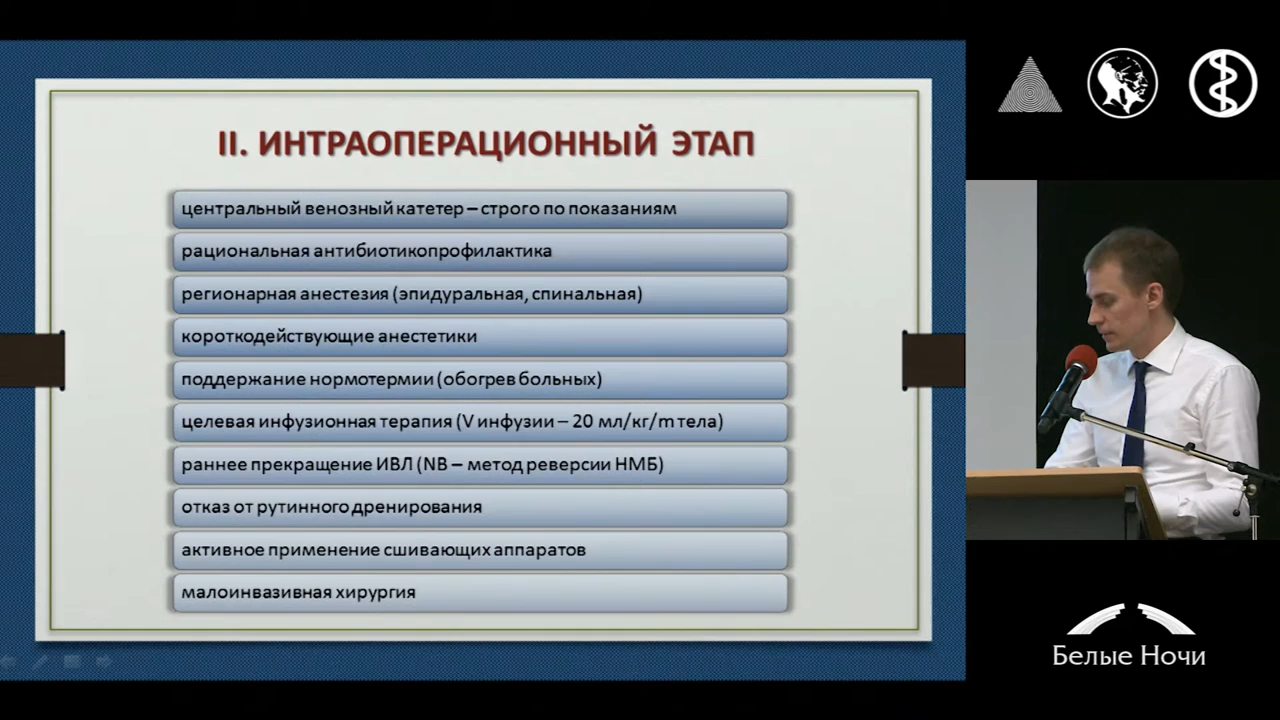 II. ИНТРАОПЕРАЦИОННЫЙ ЭТАП
центральный венозный катетер – строго по показаниям
рациональная антибиотикопрофилактика
регионарная анестезия (эпидуральная, спинальная)
короткодействующие анестетики
поддержание нормотермии (обогрев больных)
целевая инфузионная терапия (V инфузии – 20 мл/кг/m тела)
раннее прекращение ИВЛ (NB – метод реверсии НМБ)
отказ от рутинного дренирования
активное применение сшивающих аппаратов
малоинвазивная хирургия
Белые Ночи